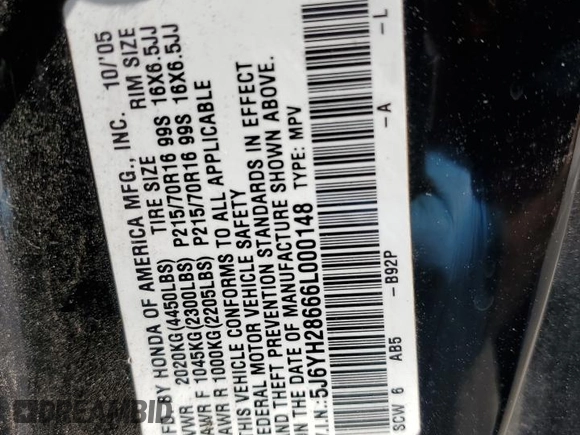 MFSD BY HONDA OF AMERICA MFG., INC. 10/'05
GVWR 2020KG(4450LBS) TIRE SIZE RIM SIZE
GAWR F 1045KG(2300LBS) P215/70R16 99S 16X6.5JJ
GAWR R 1000KG(2205LBS) P215/70R16 99S 16X6.5JJ
THIS VEHICLE CONFORMS TO ALL APPLICABLE
FEDERAL MOTOR VEHICLE SAFETY
AND THEFT PREVENTION STANDARDS IN EFFECT
ON THE DATE OF MANUFACTURE SHOWN ABOVE.
V.I.N.:5J6YH28666L000148 TYPE: MPV
SCW 6 AB5 -B92P -A -L
DREAMBID